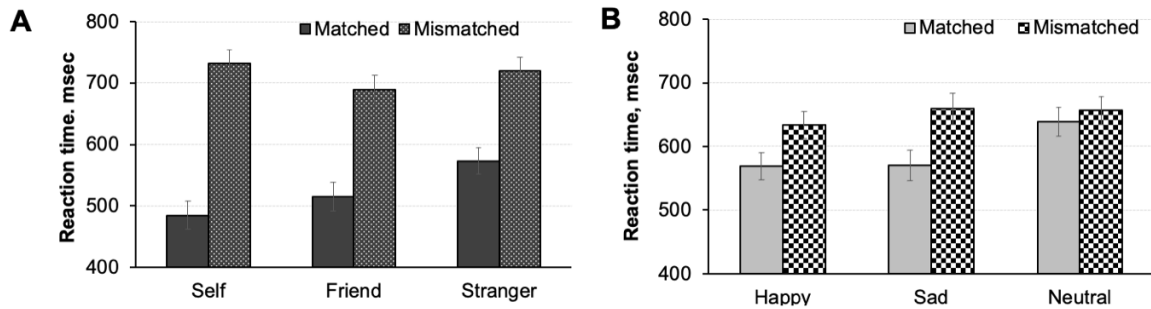 A
Reaction time. msec
800
700
600
500
400
Matched Mismatched
Self Friend Stranger
B
Reaction time, msec
800
700
600
500
400
Matched Mismatched
Happy Sad Neutral